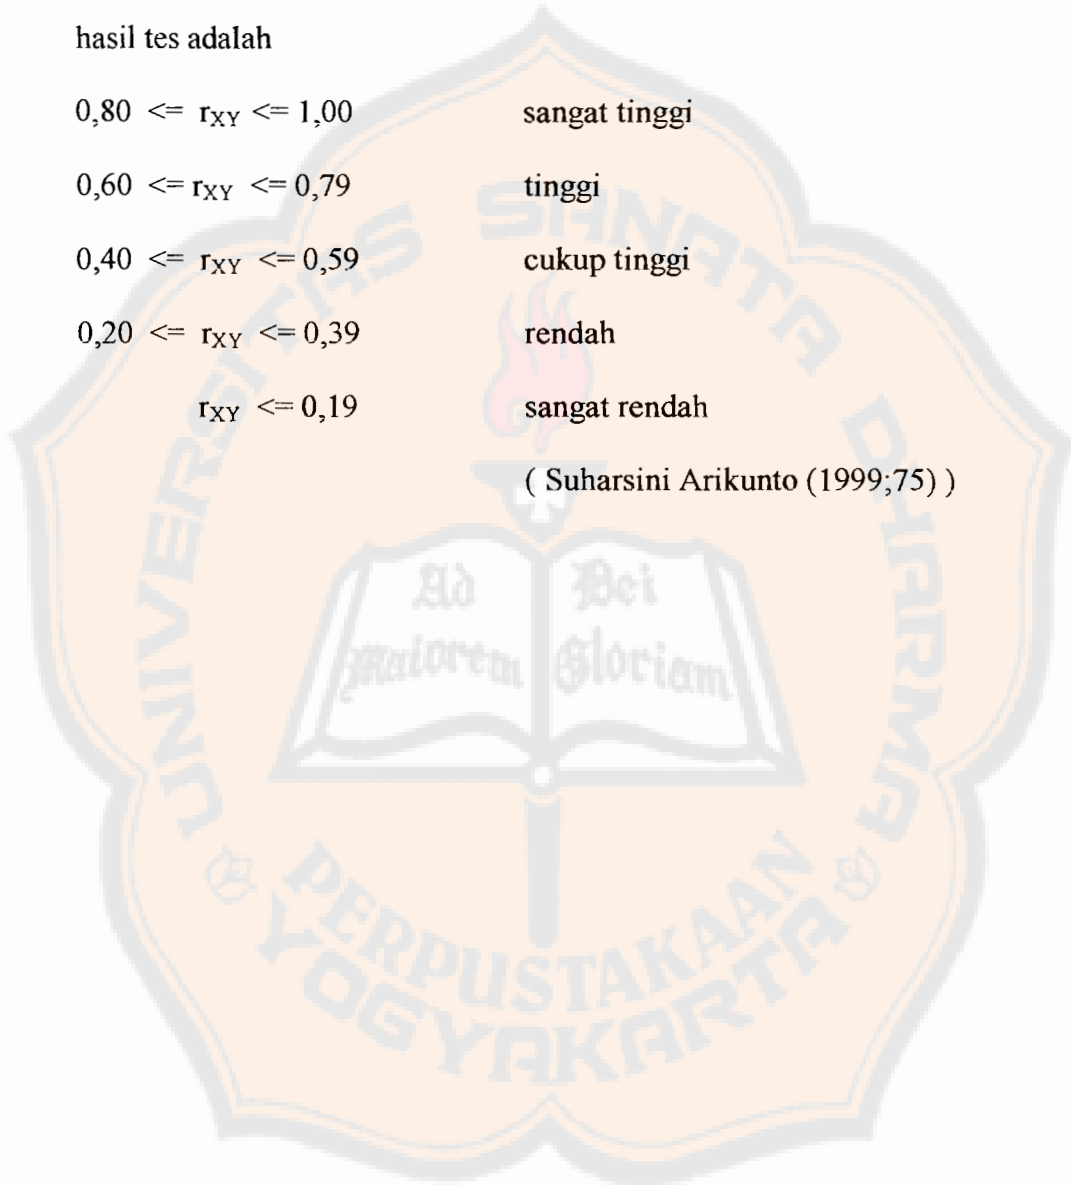 hasil tes adalah
0,80 <= rXY <= 1,00 sangat tinggi
0,60 <= rXY <= 0,79 tinggi
0,40 <= rXY <= 0,59 cukup tinggi
0,20 <= rXY <= 0,39 rendah
rXY <= 0,19 sangat rendah
( Suharsini Arikunto (1999;75) )
UNIVERSITAS SANATA DHARMA
Ad Dei
maiorem Gloriam
PERPUSTAKAAN
YOGYAKARTA